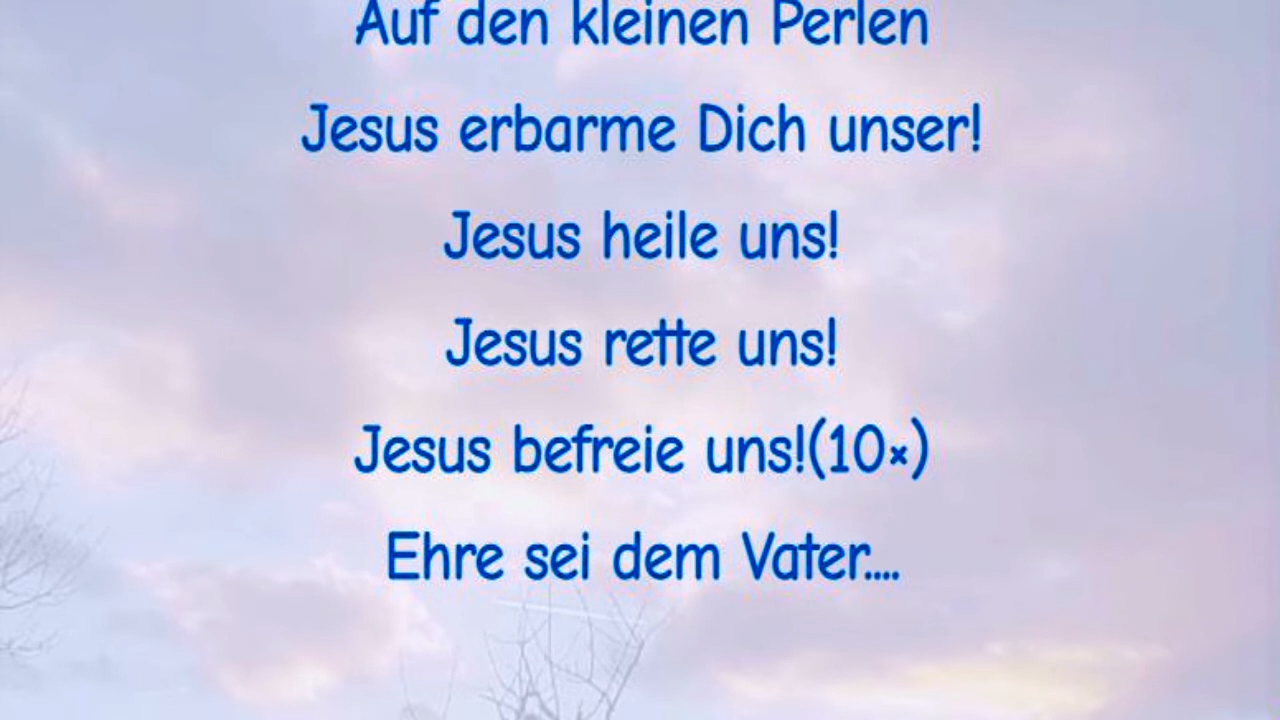 Auf den kleinen Perlen
Jesus erbarme Dich unser!
Jesus heile uns!
Jesus rette uns!
Jesus befreie uns!(10×)
Ehre sei dem Vater....